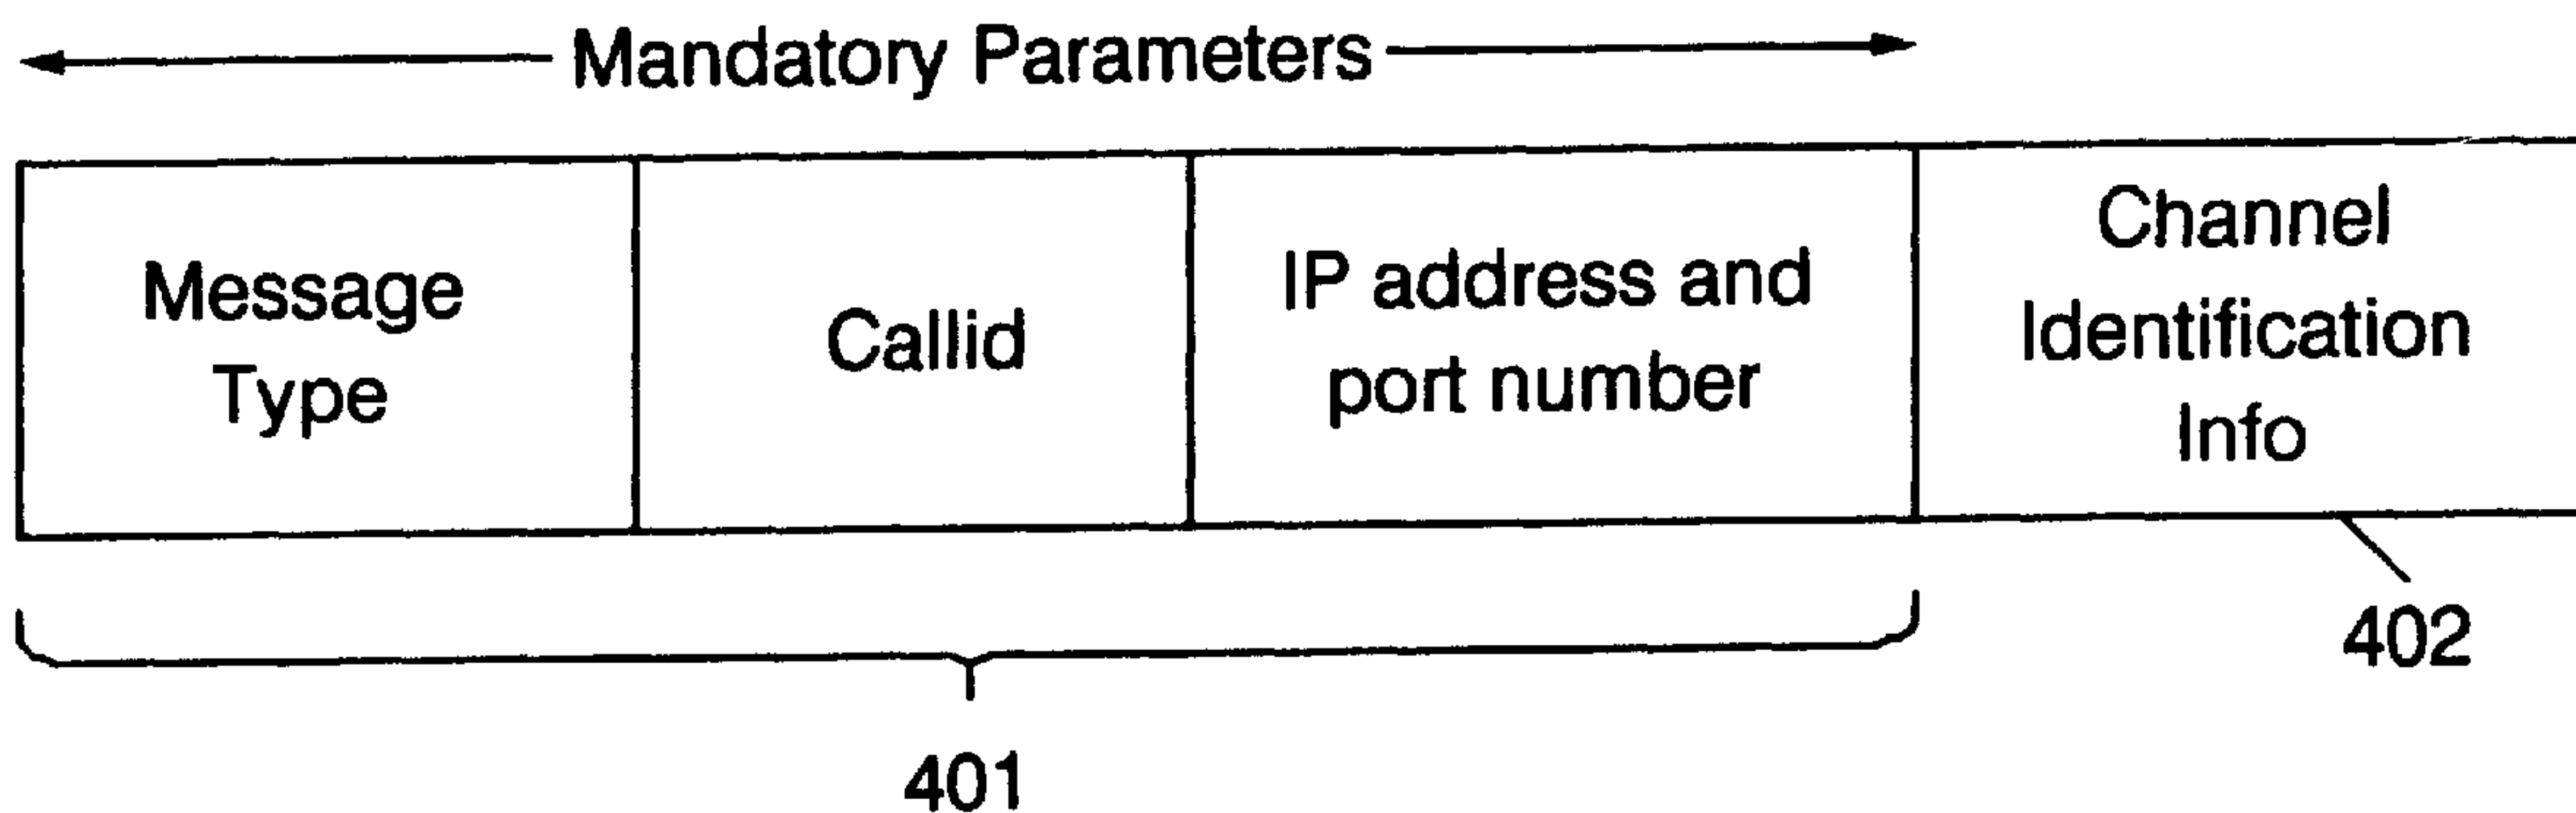 Mandatory Parameters
Message
Type
Callid
IP address and
port number
Channel
Identification
Info
402
401